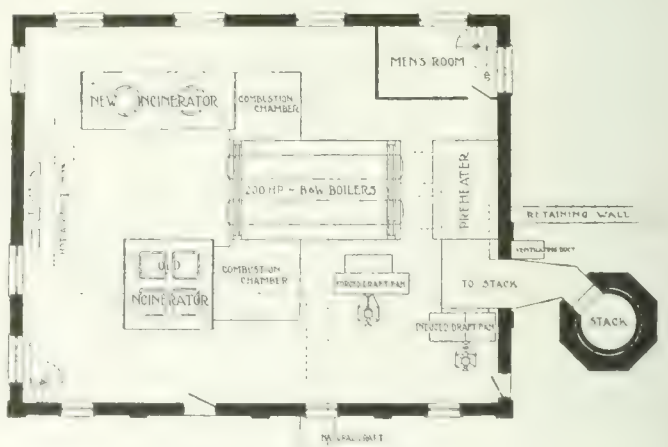 MENS ROOM
NEW INCINERATOR
COMBUSTION
CHAMBER
200 HP - B&W BOILERS
PREHEATER
RETAINING WALL
VENTILATING DUCT
OLD
INCINERATOR
COMBUSTION
CHAMBER
TO STACK
STACK
DRAFT FAN
INDUCED DRAFT FAN